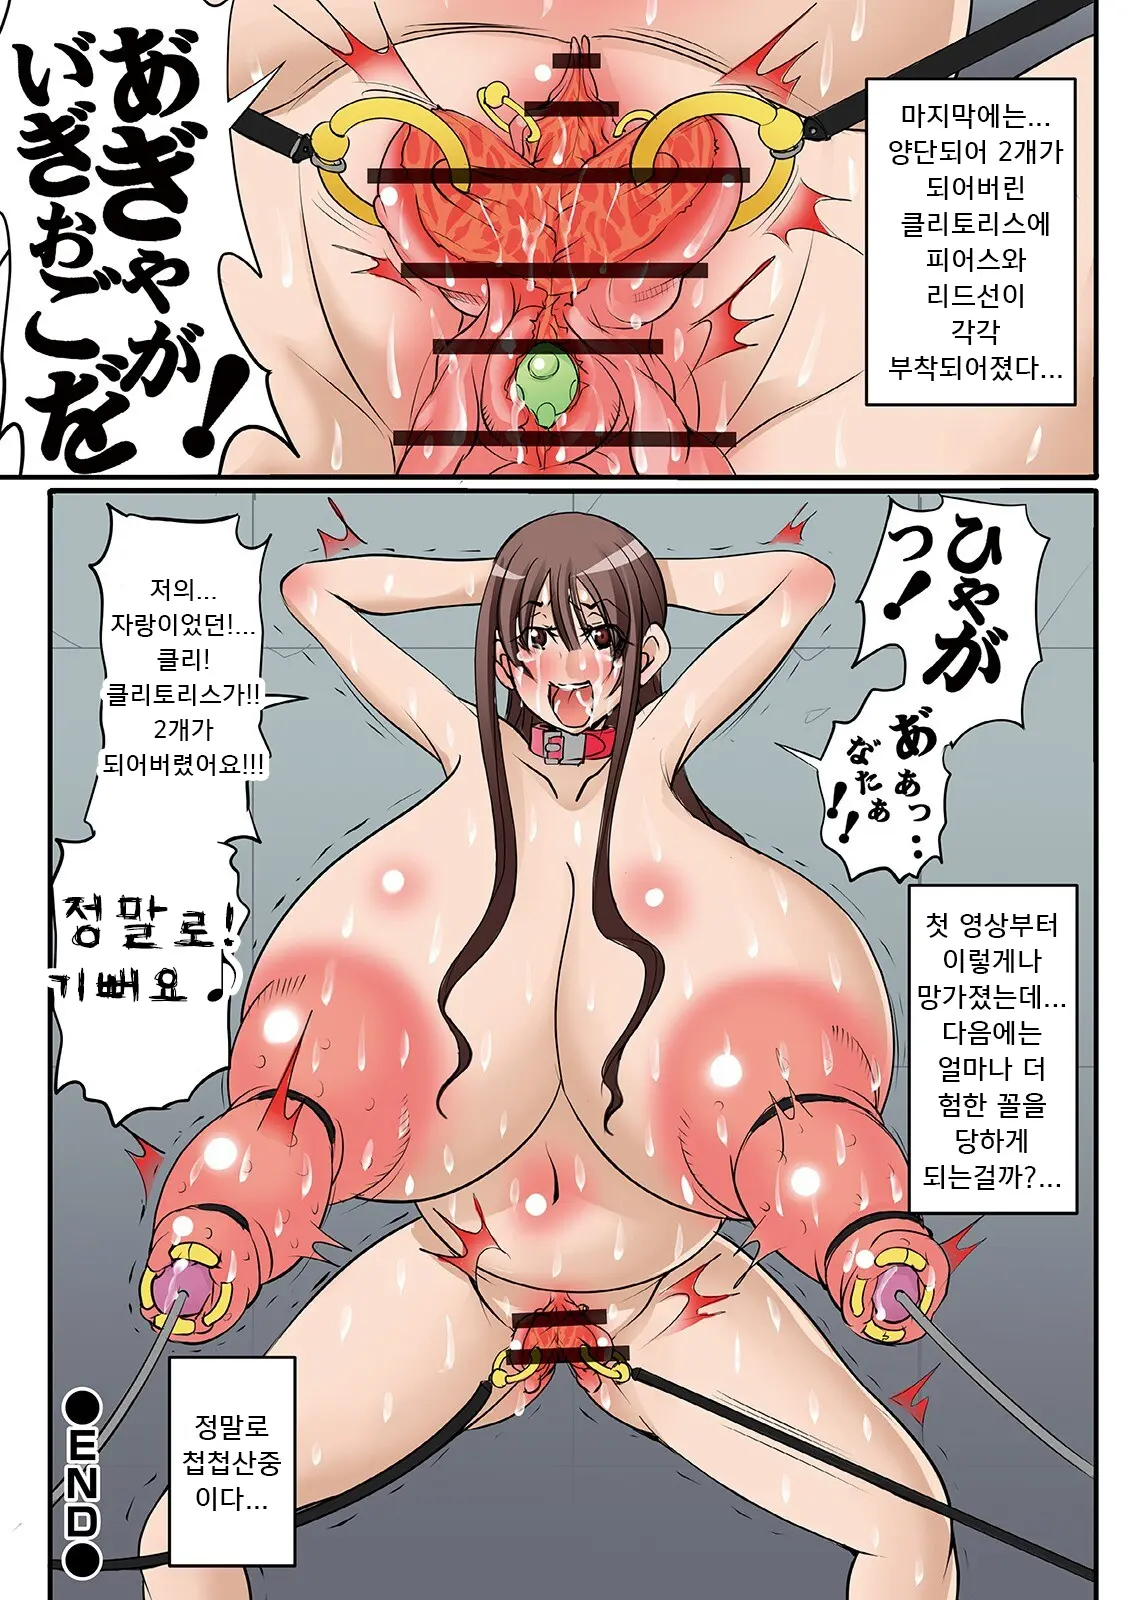 あ゙ぎゃがぁ!
いぎぉごを゙
마지막에는...
양단되어 2개가
되어버린
클리토리스에
피어스와
리드선이
각각
부착되어졌다...
ひゃがっ!
あ゙ぁっ…
なたぁ!!
저의...
자랑이었던!...
클리!
클리토리스가!!
2개가
되어버렸어요!!!
정말로!
기뻐요♪
첫 영상부터
이렇게나
망가졌는데...
다음에는
얼마나 더
험한 꼴을
당하게
되는걸까?...
정말로
첩첩산중
이다...
●END●